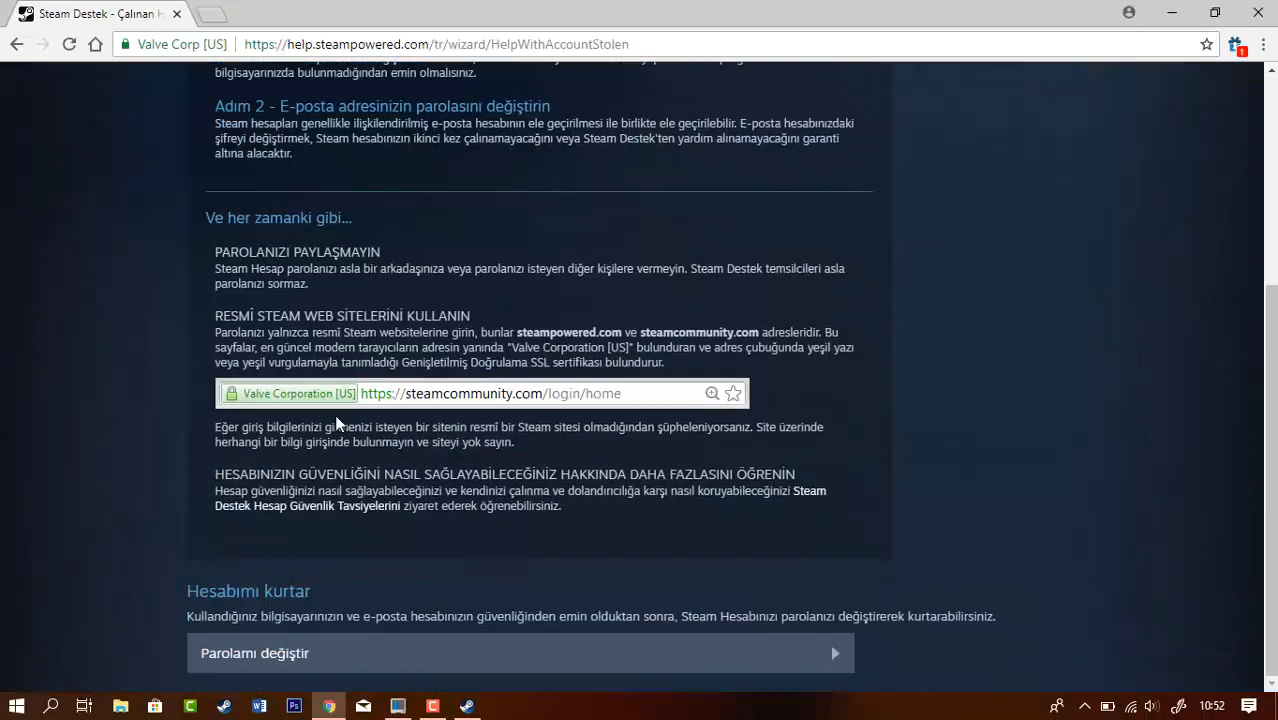 Steam Destek - Çalınan H
Valve Corp [US]
https://help.steampowered.com/tr/wizard/HelpWithAccountStolen
1
bilgisayarınızda bulunmadığından emin olmalısınız.
Adım 2 - E-posta adresinizin parolasını değiştirin
Steam hesapları genellikle ilişkilendirilmiş e-posta hesabının ele geçirilmesi ile birlikte ele geçirilebilir. E-posta hesabınızdaki
şifreyi değiştirmek, Steam hesabınızın ikinci kez çalınamayacağını veya Steam Destek'ten yardım alınamayacağını garanti
altına alacaktır.
Ve her zamanki gibi...
PAROLANIZI PAYLAŞMAYIN
Steam Hesap parolanızı asla bir arkadaşınıza veya parolanızı isteyen diğer kişilere vermeyin. Steam Destek temsilcileri asla
parolanızı sormaz.
RESMÎ STEAM WEB SİTELERİNİ KULLANIN
Parolanızı yalnızca resmî Steam websitelerine girin, bunlar steampowered.com ve steamcommunity.com adresleridir. Bu
sayfalar, en güncel modern tarayıcıların adresin yanında "Valve Corporation [US]" bulunduran ve adres çubuğunda yeşil yazı
veya yeşil vurgulamayla tanımladığı Genişletilmiş Doğrulama SSL sertifikası bulundurur.
Valve Corporation [US] https://steamcommunity.com/login/home
Eğer giriş bilgilerinizi girmenizi isteyen bir sitenin resmî bir Steam sitesi olmadığından şüpheleniyorsanız. Site üzerinde
herhangi bir bilgi girişinde bulunmayın ve siteyi yok sayın.
HESABINIZIN GÜVENLİĞİNİ NASIL SAĞLAYABİLECEĞİNİZ HAKKINDA DAHA FAZLASINI ÖĞRENİN
Hesap güvenliğinizi nasıl sağlayabileceğinizi ve kendinizi çalınma ve dolandırıcılığa karşı nasıl koruyabileceğinizi Steam
Destek Hesap Güvenlik Tavsiyelerini ziyaret ederek öğrenebilirsiniz.
Hesabımı kurtar
Kullandığınız bilgisayarınızın ve e-posta hesabınızın güvenliğinden emin olduktan sonra, Steam Hesabınızı parolanızı değiştirerek kurtarabilirsiniz.
Parolamı değiştir
10:52